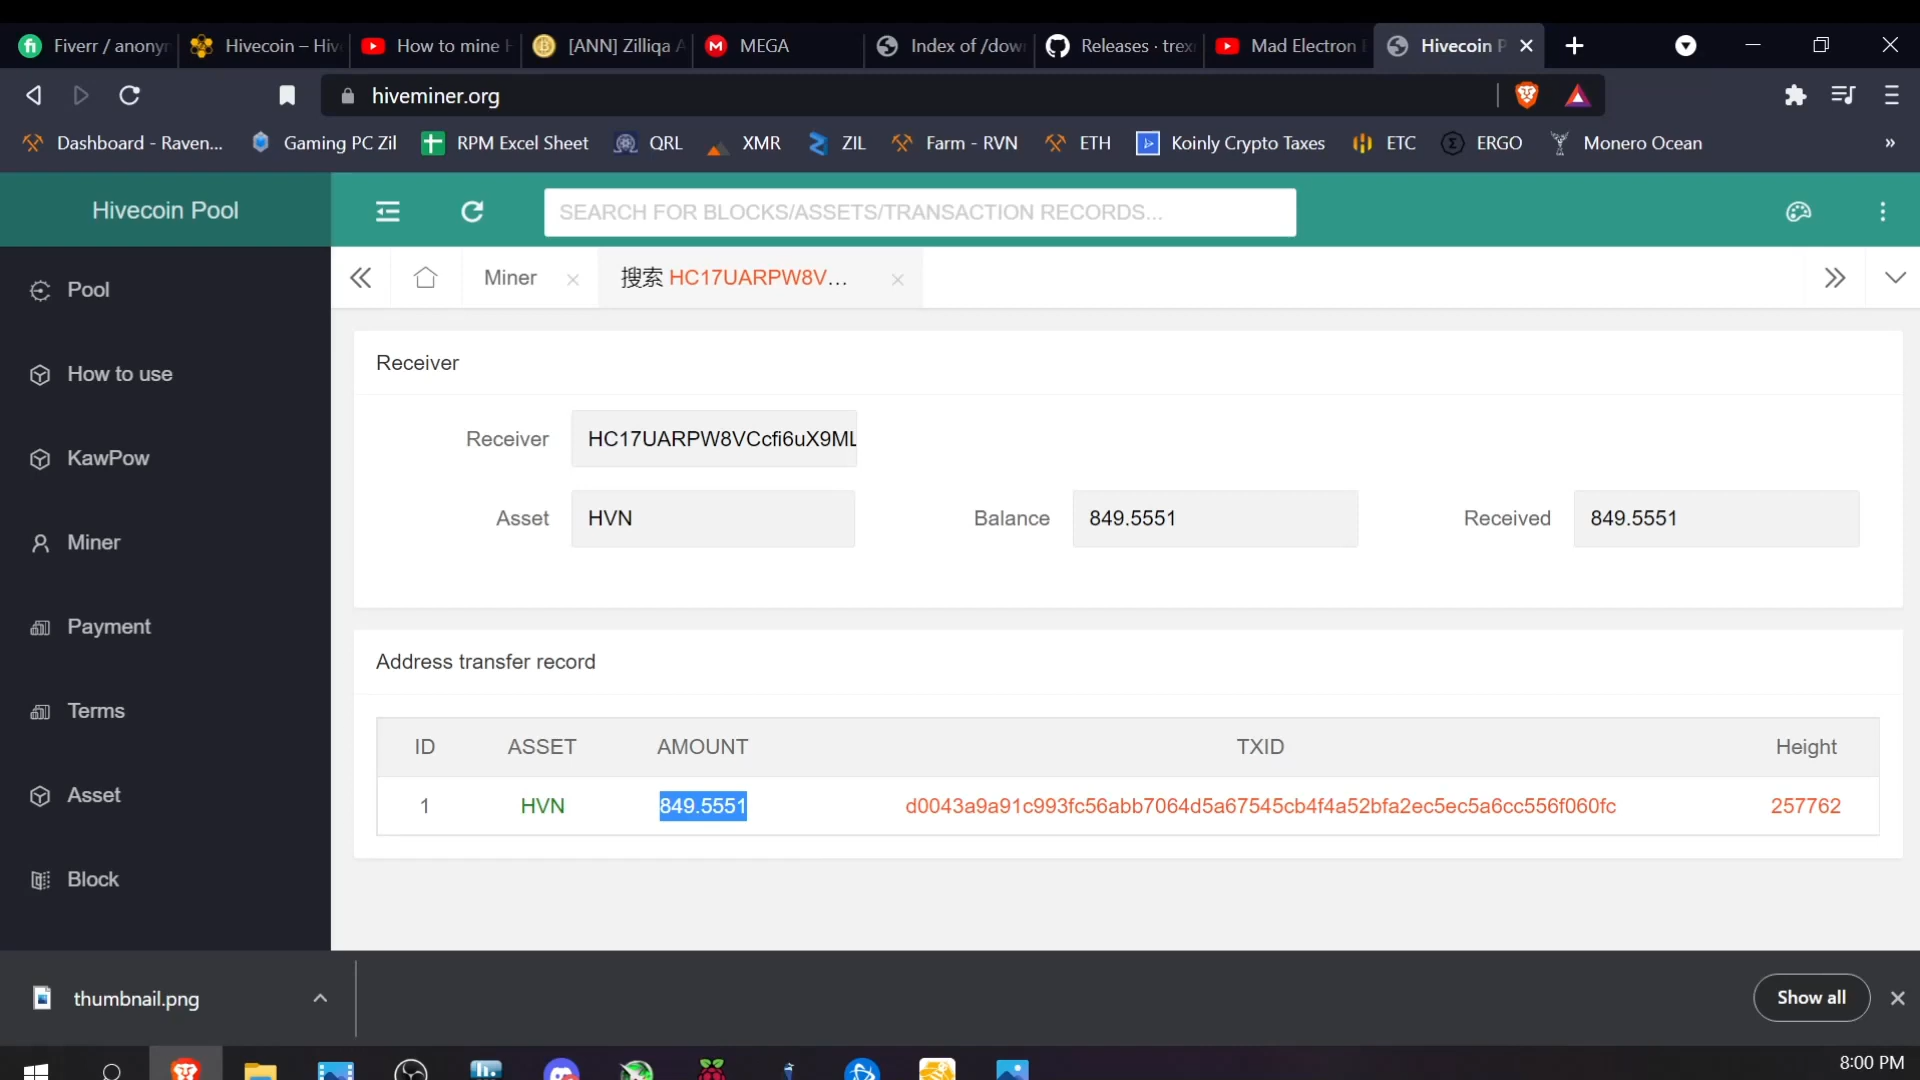 Fiverr / anonym
Hivecoin – Hiv
How to mine H
[ANN] Zilliqa A
MEGA
Index of /dow
Releases · trex
Mad Electron E
Hivecoin P
hiveminer.org
Dashboard - Raven...
Gaming PC Zil
RPM Excel Sheet
QRL
XMR
ZIL
Farm - RVN
ETH
Koinly Crypto Taxes
ETC
ERGO
Monero Ocean
»
Hivecoin Pool
SEARCH FOR BLOCKS/ASSETS/TRANSACTION RECORDS...
Miner
搜索 HC17UARPW8V...
Pool
How to use
KawPow
Miner
Payment
Terms
Asset
Block
Receiver
Receiver HC17UARPW8VCcfi6uX9ML
Asset HVN Balance 849.5551 Received 849.5551
Address transfer record
ID ASSET AMOUNT TXID Height
1 HVN 849.5551 d0043a9a91c993fc56abb7064d5a67545cb4f4a52bfa2ec5ec5a6cc556f060fc 257762
thumbnail.png
Show all
8:00 PM